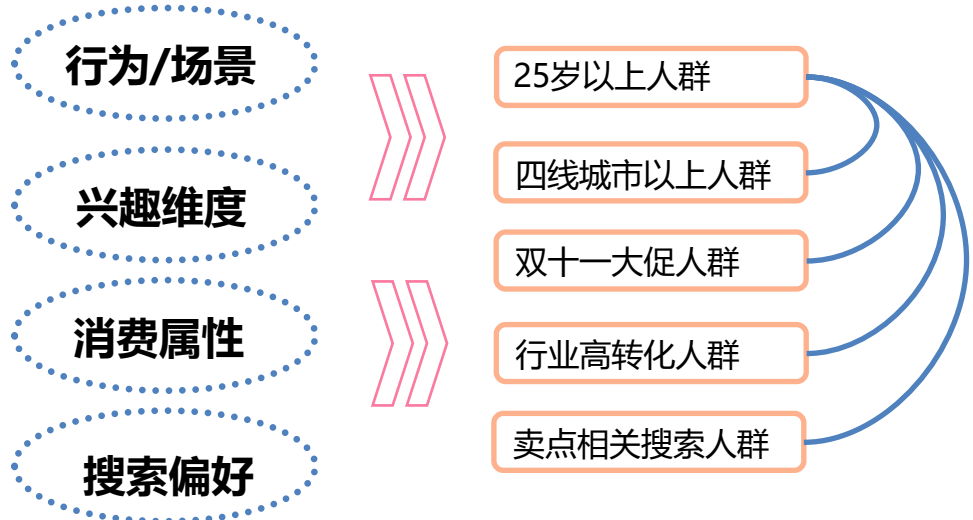 行为/场景
兴趣维度
消费属性
搜索偏好
25岁以上人群
四线城市以上人群
双十一大促人群
行业高转化人群
卖点相关搜索人群